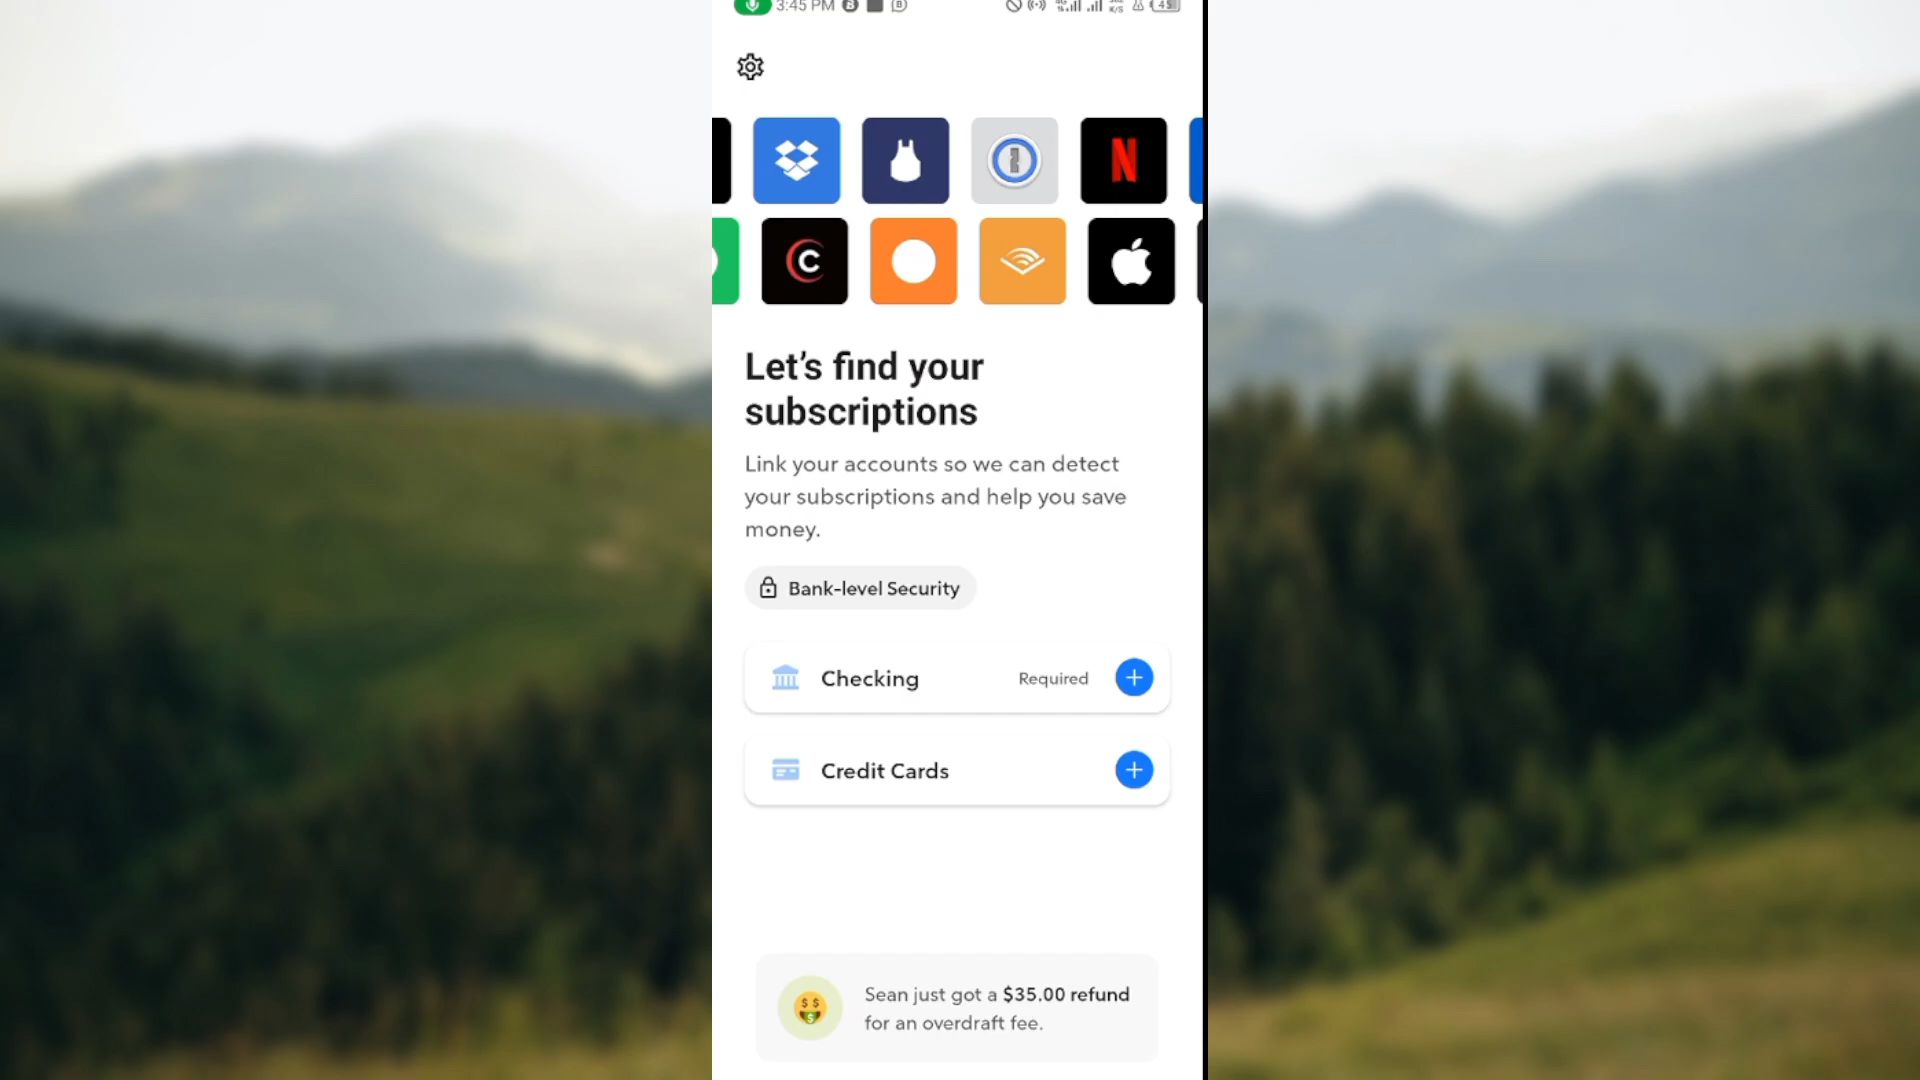 3:45 PM
N
C
Let’s find your
subscriptions
Link your accounts so we can detect
your subscriptions and help you save
money.
Bank-level Security
Checking Required
Credit Cards
Sean just got a $35.00 refund
for an overdraft fee.